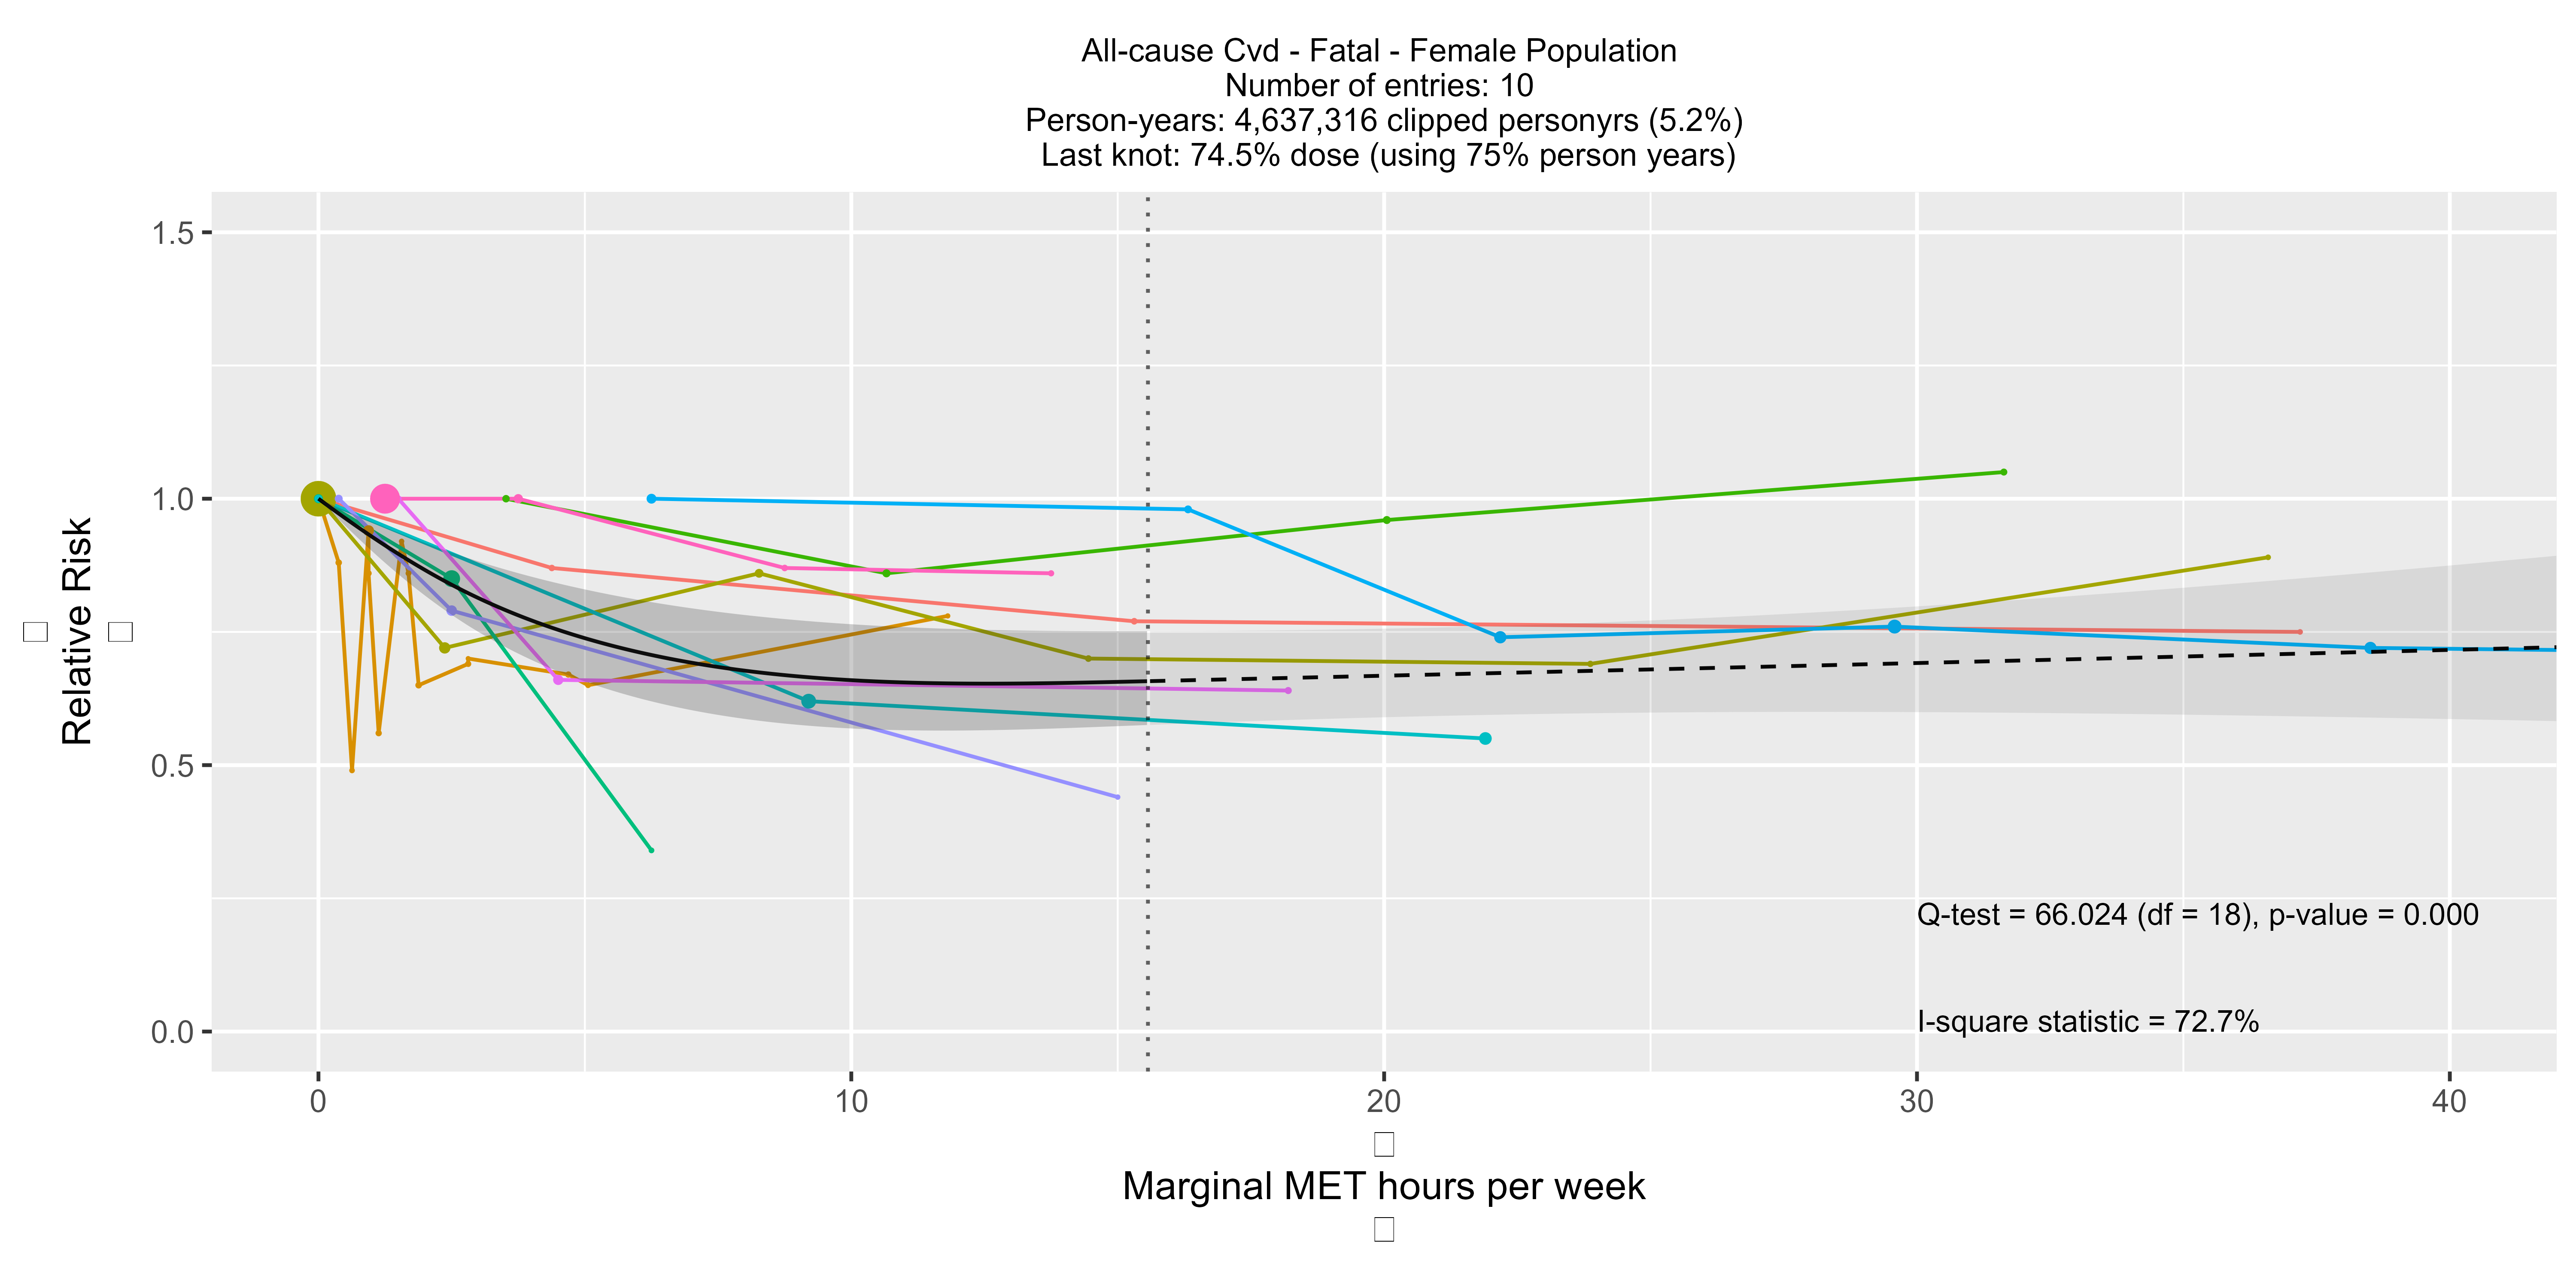 All-cause Cvd - Fatal - Female Population
Number of entries: 10
Person-years: 4,637,316 clipped personyrs (5.2%)
Last knot: 74.5% dose (using 75% person years)
Relative Risk
1.5
1.0
0.5
0.0
Q-test = 66.024 (df = 18), p-value = 0.000
I-square statistic = 72.7%
0 10 20 30 40
Marginal MET hours per week